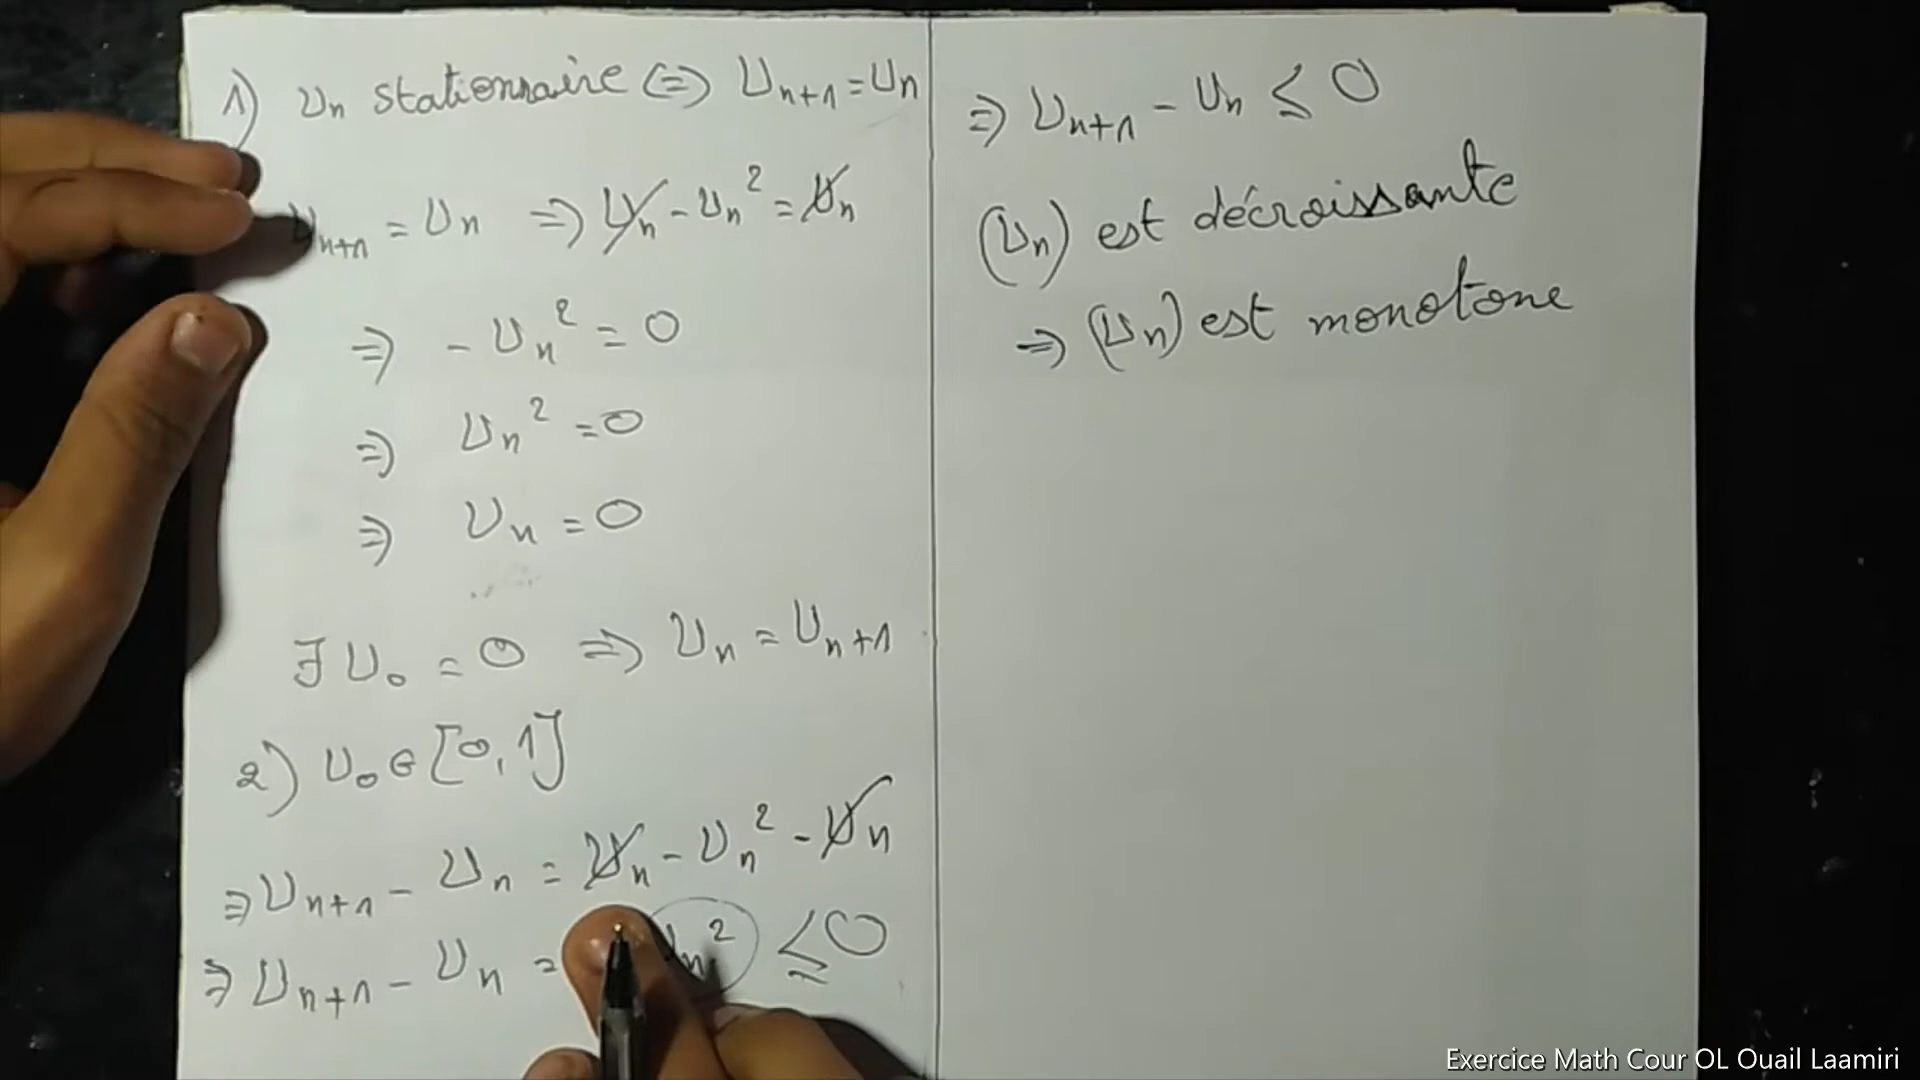 1) Un stationnaire (=) Un+1 = Un
Un+1 = Un => Un - Un² = Un
=> - Un² = 0
=> Un² = 0
=> Un = 0
∃ U0 = 0 => Un = Un+1
2) U0 ∈ [0,1]
=> Un+1 - Un = Un - Un² - Un
=> Un+1 - Un = Un² ≤ 0
=> Un+1 - Un ≤ 0
(Un) est décroissante
=> (Un) est monotone
Exercice Math Cour OL Ouail Laamiri